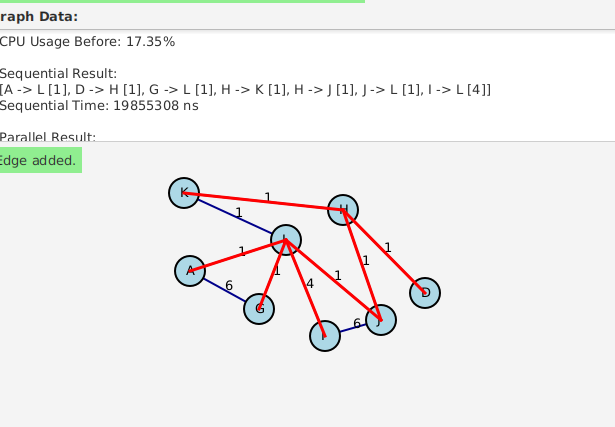 raph Data:
CPU Usage Before: 17.35%
Sequential Result:
[A -> L [1], D -> H [1], G -> L [1], H -> K [1], H -> J [1], J -> L [1], I -> L [4]]
Sequential Time: 19855308 ns
Parallel Result:
Edge added.
K
1
H
1
L
1
1
A
1
1
1
6
4
D
G
6
J
I